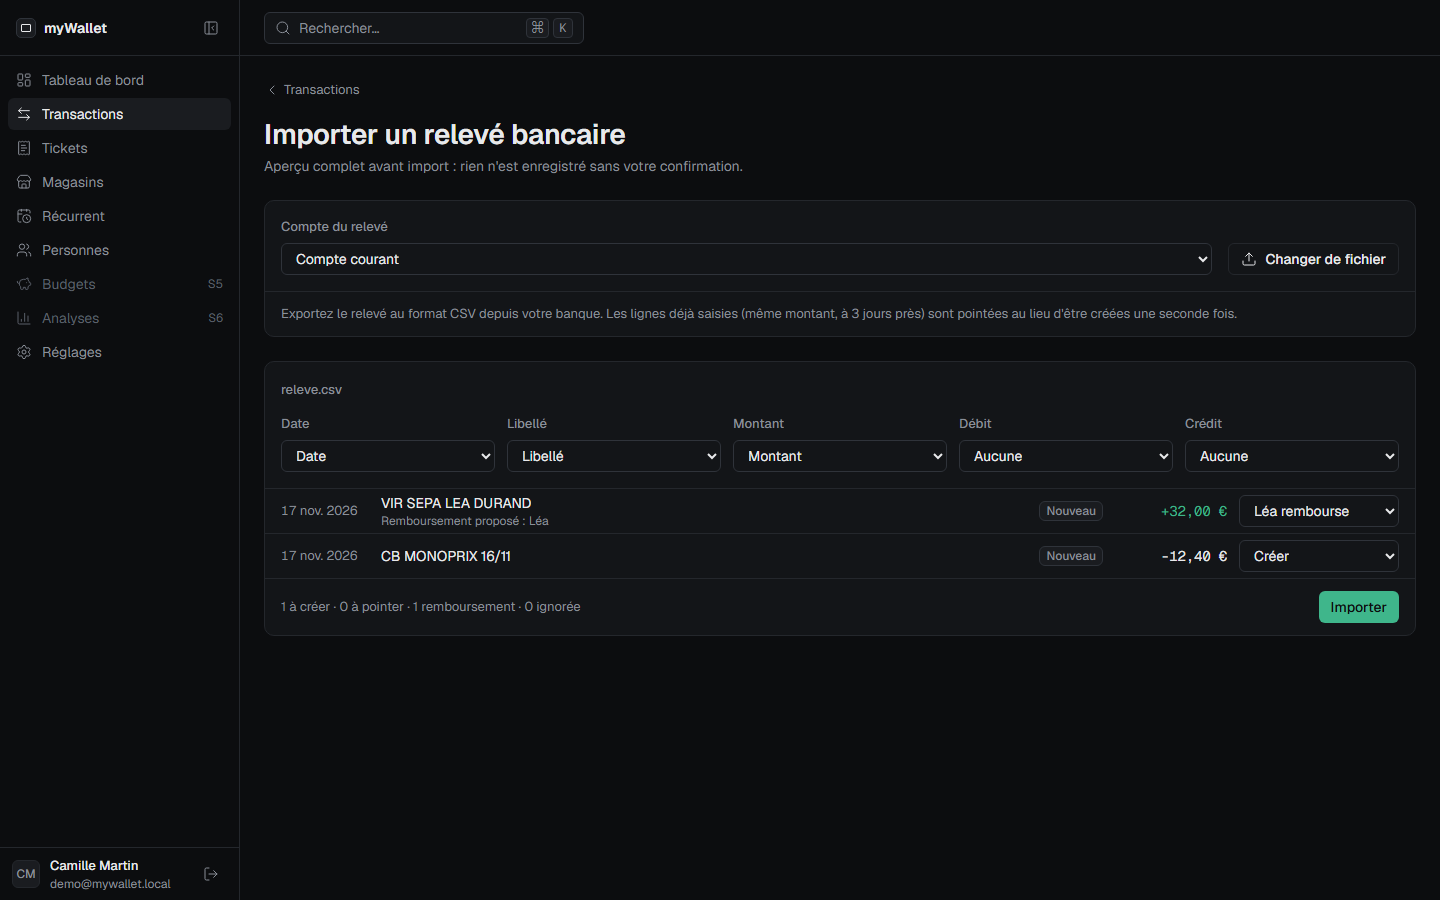 myWallet
Rechercher...
⌘ K
Tableau de bord
Transactions
Tickets
Magasins
Récurrent
Personnes
Budgets S5
Analyses S6
Réglages
Transactions
Importer un relevé bancaire
Aperçu complet avant import : rien n'est enregistré sans votre confirmation.
Compte du relevé
Compte courant
Changer de fichier
Exportez le relevé au format CSV depuis votre banque. Les lignes déjà saisies (même montant, à 3 jours près) sont pointées au lieu d'être créées une seconde fois.
releve.csv
Date Libellé Montant Débit Crédit
Date Libellé Montant Aucune Aucune
17 nov. 2026 VIR SEPA LEA DURAND Nouveau +32,00 € Léa rembourse
Remboursement proposé : Léa
17 nov. 2026 CB MONOPRIX 16/11 Nouveau -12,40 € Créer
1 à créer · 0 à pointer · 1 remboursement · 0 ignorée
Importer
CM
Camille Martin
demo@mywallet.local